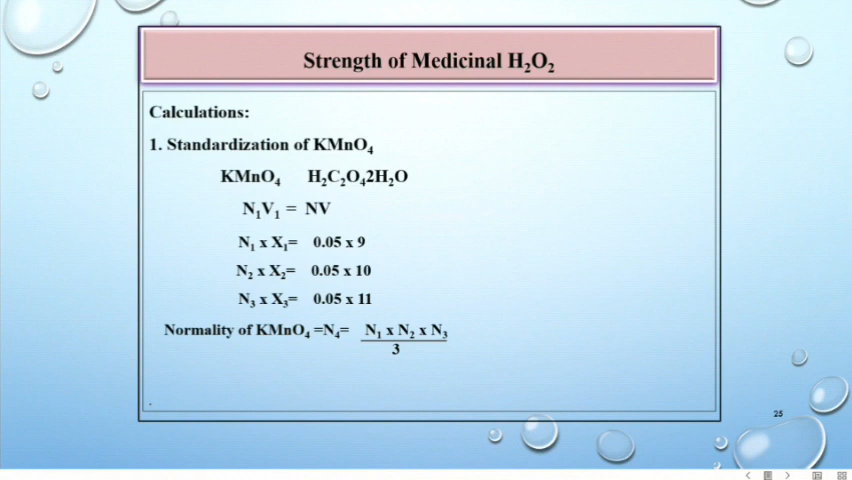 Strength of Medicinal H₂O₂
Calculations:
1. Standardization of KMnO₄
KMnO₄ H₂C₂O₄2H₂O
N₁V₁ = NV
N₁ x X₁= 0.05 x 9
N₂ x X₂= 0.05 x 10
N₃ x X₃= 0.05 x 11
Normality of KMnO₄ =N₄= N₁ x N₂ x N₃
3
.
25